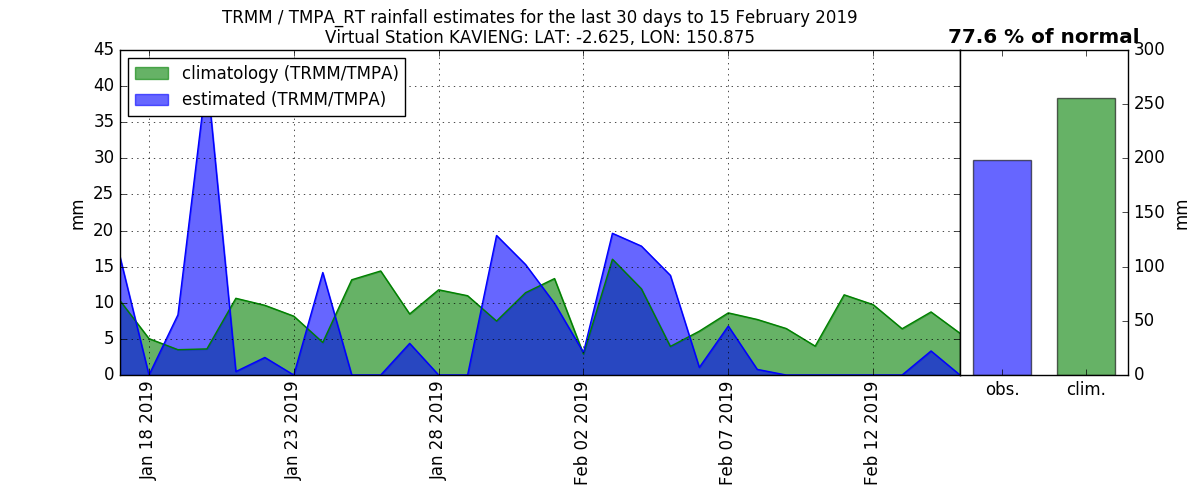 TRMM / TMPA_RT rainfall estimates for the last 30 days to 15 February 2019
Virtual Station KAVIENG: LAT: -2.625, LON: 150.875
77.6 % of normal
climatology (TRMM/TMPA)
estimated (TRMM/TMPA)
45
40
35
30
25
20
15
10
5
0
mm
Jan 18 2019
Jan 23 2019
Jan 28 2019
Feb 02 2019
Feb 07 2019
Feb 12 2019
300
250
200
150
100
50
0
mm
obs.
clim.